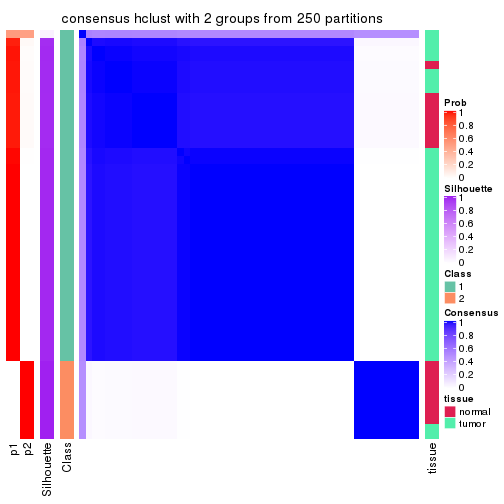 consensus hclust with 2 groups from 250 partitions
Prob
1
0.8
0.6
0.4
0.2
0
Silhouette
1
0.8
0.6
0.4
0.2
0
Class
1
2
Consensus
1
0.8
0.6
0.4
0.2
0
tissue
normal
tumor
p1
p2
Silhouette
Class
tissue